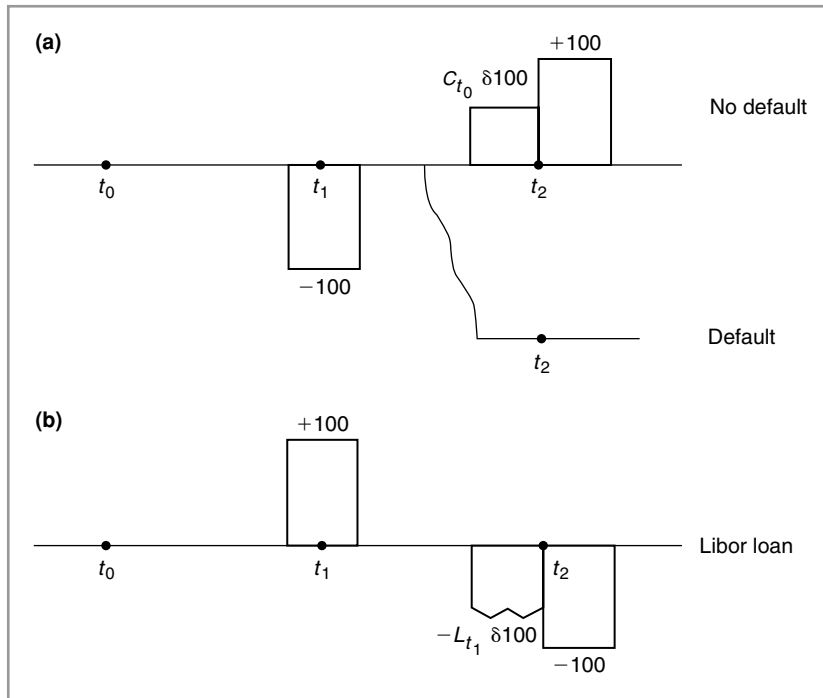 (a)
+100
C_{t_0} δ100
No default
t_0
t_1
t_2
−100
Default
t_2
(b)
+100
Libor loan
t_0
t_1
t_2
−L_{t_1} δ100
−100